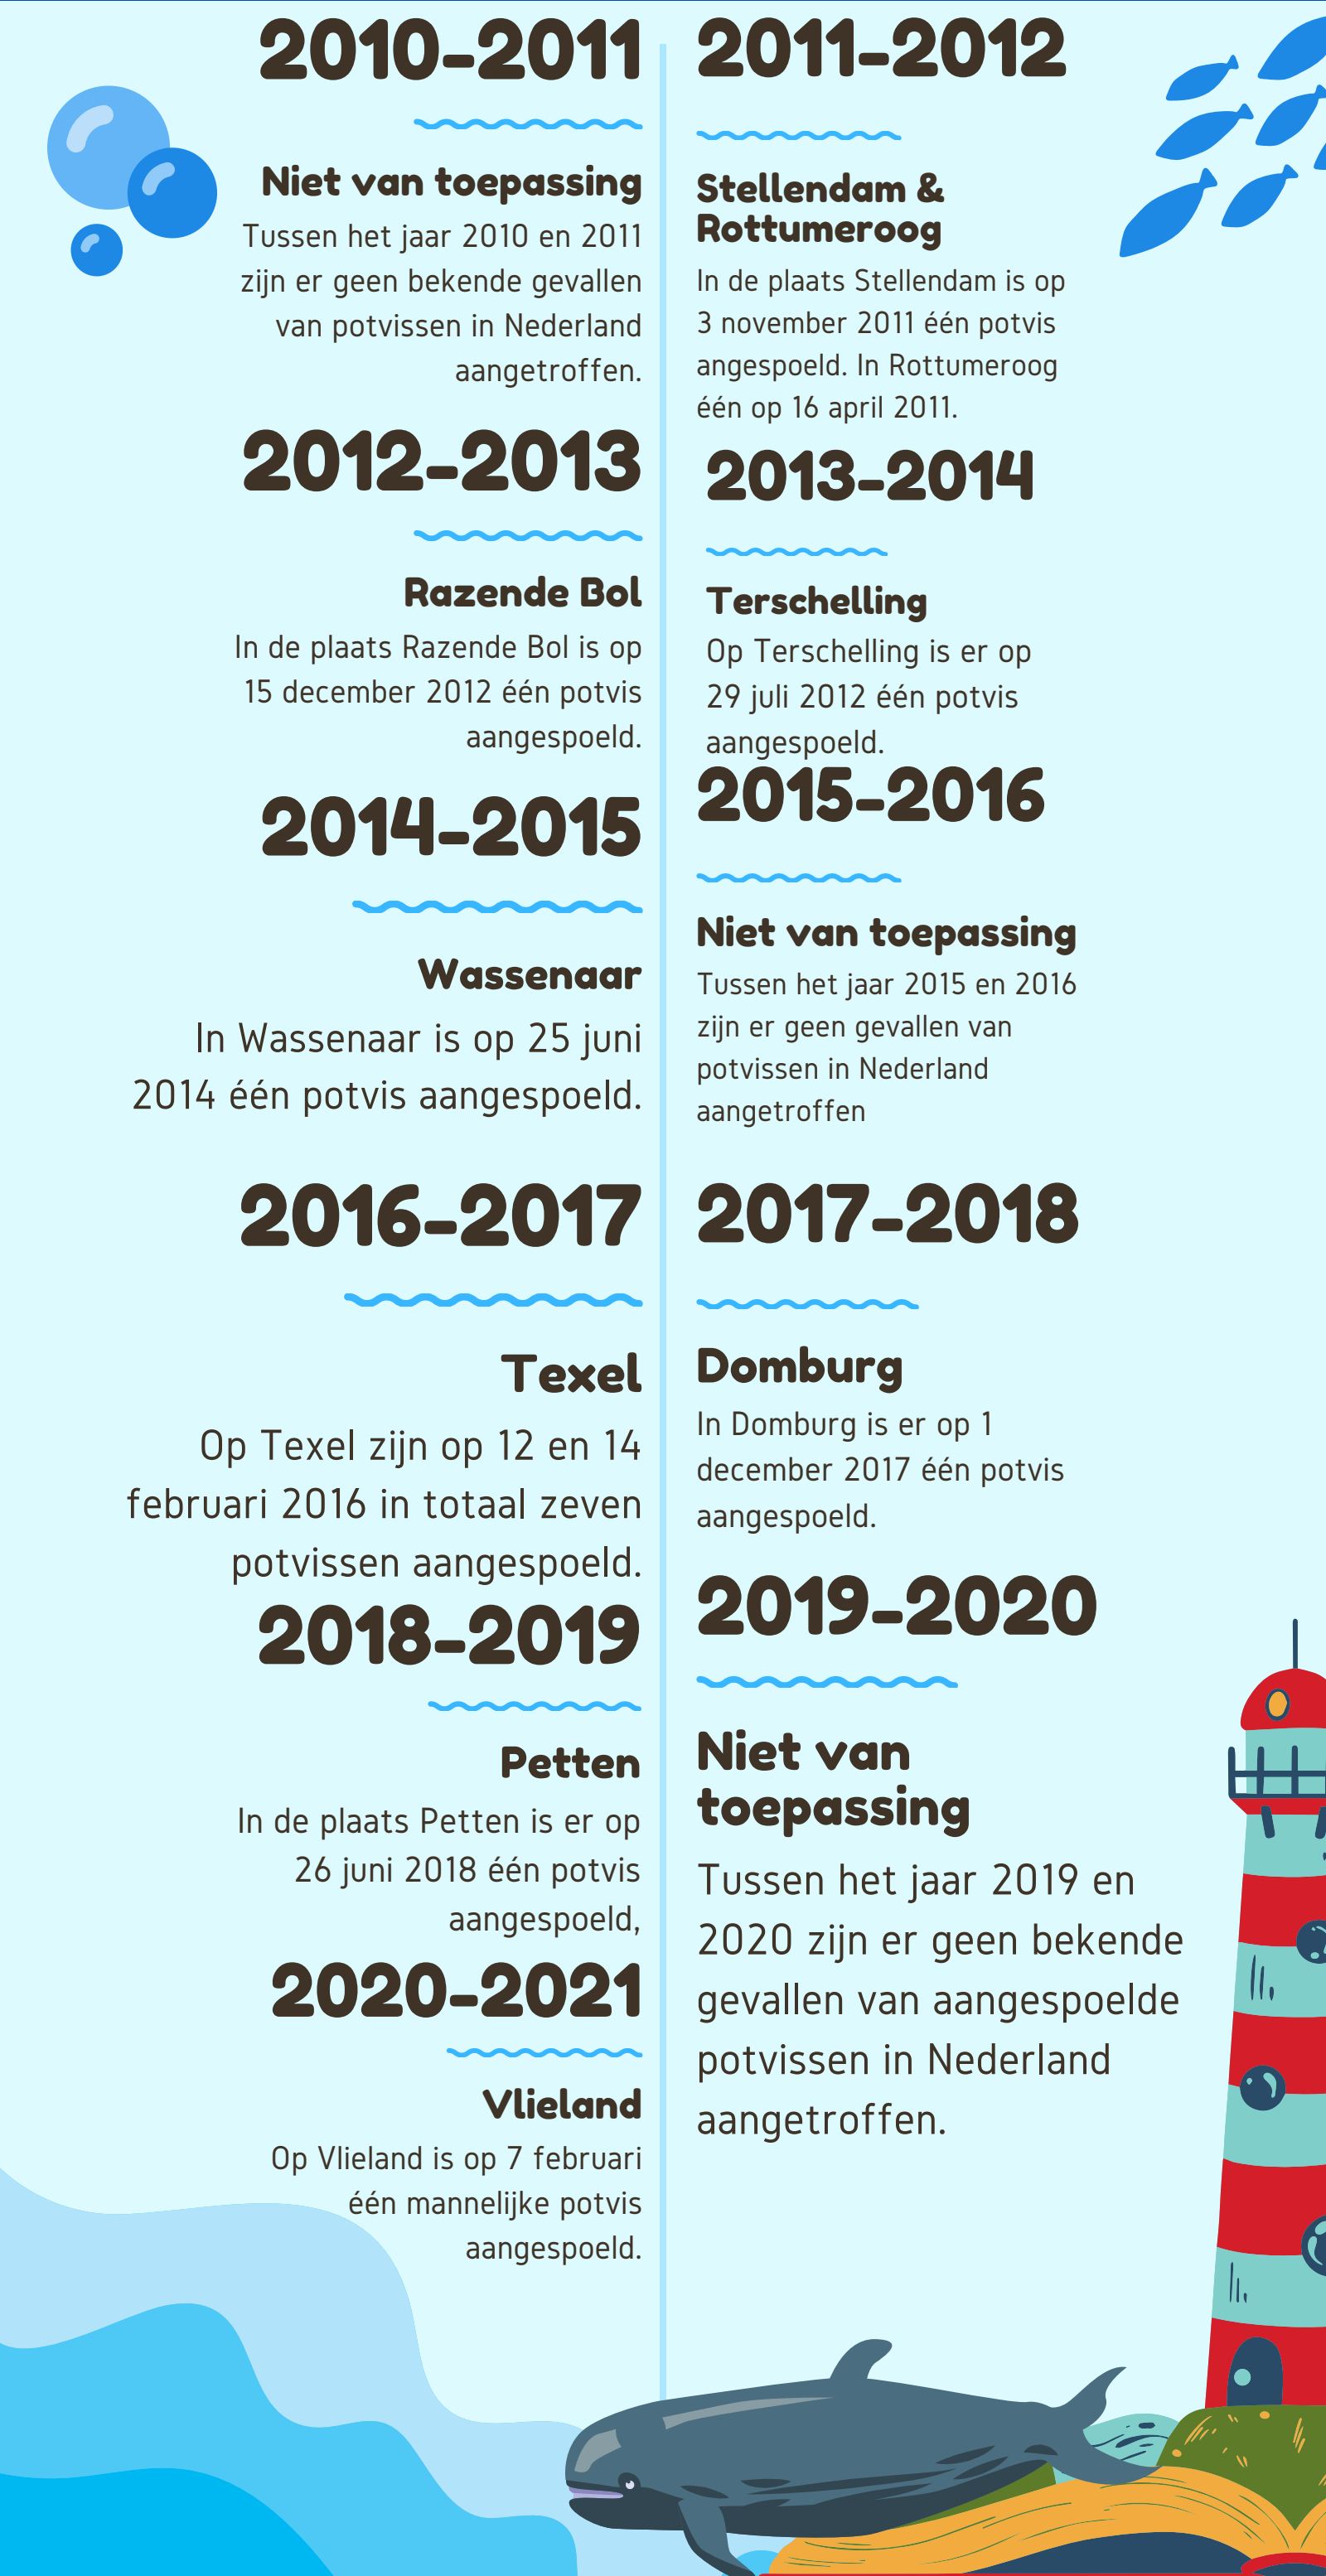 2010-2011
Niet van toepassing
Tussen het jaar 2010 en 2011
zijn er geen bekende gevallen
van potvissen in Nederland
aangetroffen.
2011-2012
Stellendam &
Rottumeroog
In de plaats Stellendam is op
3 november 2011 één potvis
angespoeld. In Rottumeroog
één op 16 april 2011.
2012-2013
Razende Bol
In de plaats Razende Bol is op
15 december 2012 één potvis
aangespoeld.
2013-2014
Terschelling
Op Terschelling is er op
29 juli 2012 één potvis
aangespoeld.
2014-2015
Wassenaar
In Wassenaar is op 25 juni
2014 één potvis aangespoeld.
2015-2016
Niet van toepassing
Tussen het jaar 2015 en 2016
zijn er geen gevallen van
potvissen in Nederland
aangetroffen
2016-2017
Texel
Op Texel zijn op 12 en 14
februari 2016 in totaal zeven
potvissen aangespoeld.
2017-2018
Domburg
In Domburg is er op 1
december 2017 één potvis
aangespoeld.
2018-2019
Petten
In de plaats Petten is er op
26 juni 2018 één potvis
aangespoeld,
2019-2020
Niet van
toepassing
Tussen het jaar 2019 en
2020 zijn er geen bekende
gevallen van aangespoelde
potvissen in Nederland
aangetroffen.
2020-2021
Vlieland
Op Vlieland is op 7 februari
één mannelijke potvis
aangespoeld.